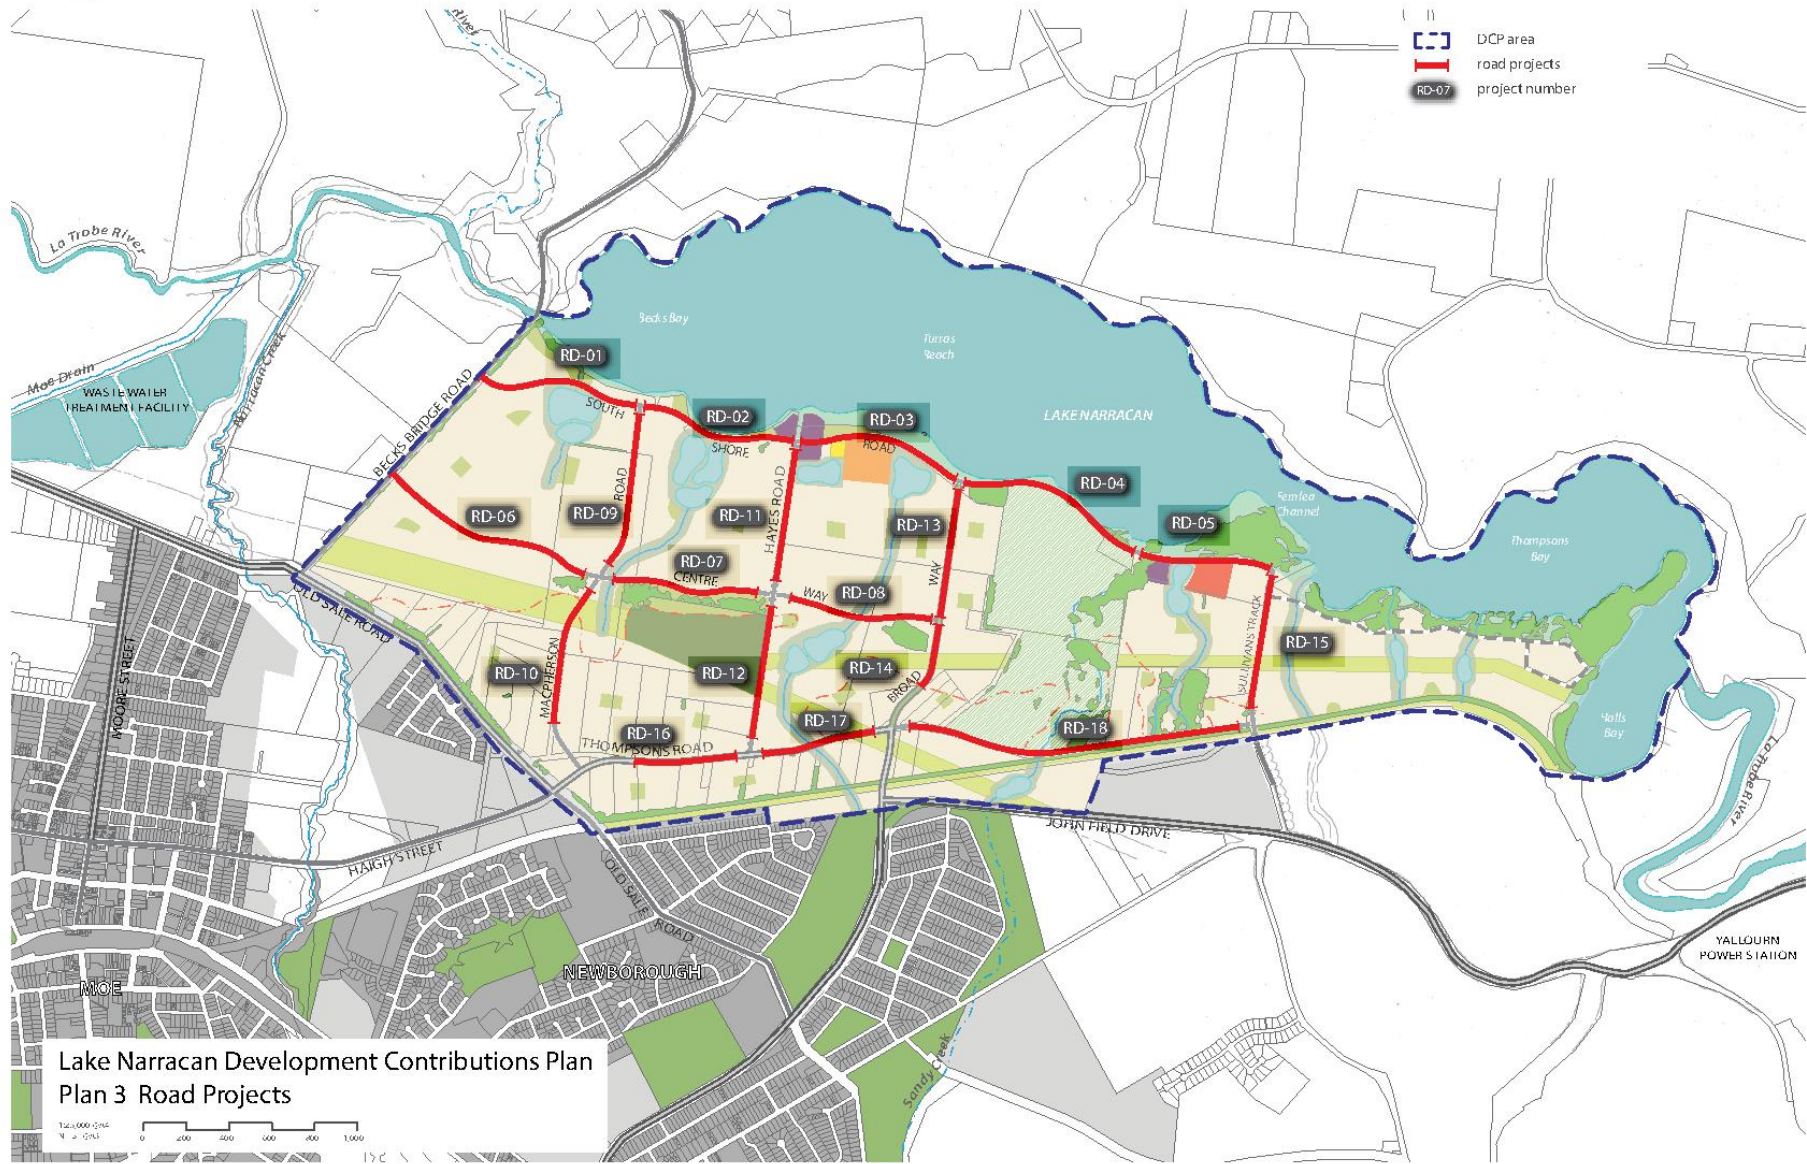 River
DCP area
road projects
RD-07 project number
La Trobe River
Becks Bay
Turras
Reach
RD-01
Moe Drain
WASTE WATER
TREATMENT FACILITY
Narracan Creek
BECKS BRIDGE ROAD
SOUTH
RD-02
SHORE
RD-03
ROAD
LAKE NARRACAN
RD-04
Fernlea
Channel
RD-05
Thampsons
Bay
RD-06
RD-09
ROAD
RD-11
HAYES ROAD
RD-13
RD-07
CENTRE
WAY
RD-08
WAY
OLD SALE ROAD
MOORE STREET
RD-10
MACPHERSON
RD-12
RD-14
BROAD
SULLIVANS TRACK
RD-15
RD-16
THOMPSONS ROAD
RD-17
RD-18
Halls
Bay
La Trobe River
JOHN FIELD DRIVE
HAIGH STREET
OLD SALE ROAD
NEWBOROUGH
MOE
YALLOURN
POWER STATION
Sandy Creek
Lake Narracan Development Contributions Plan
Plan 3 Road Projects
0 200 400 600 800 1,000